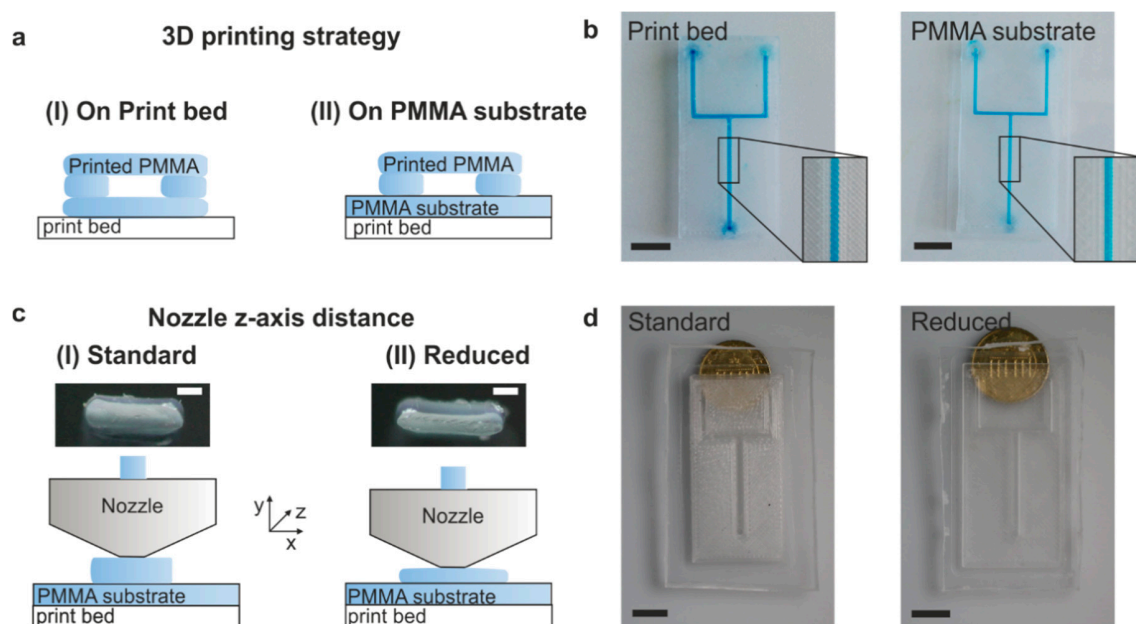 a
3D printing strategy
(I) On Print bed
(II) On PMMA substrate
Printed PMMA
print bed
Printed PMMA
PMMA substrate
print bed
b
Print bed
PMMA substrate
c
Nozzle z-axis distance
(I) Standard
(II) Reduced
Nozzle
y
z
x
Nozzle
PMMA substrate
print bed
PMMA substrate
print bed
d
Standard
Reduced